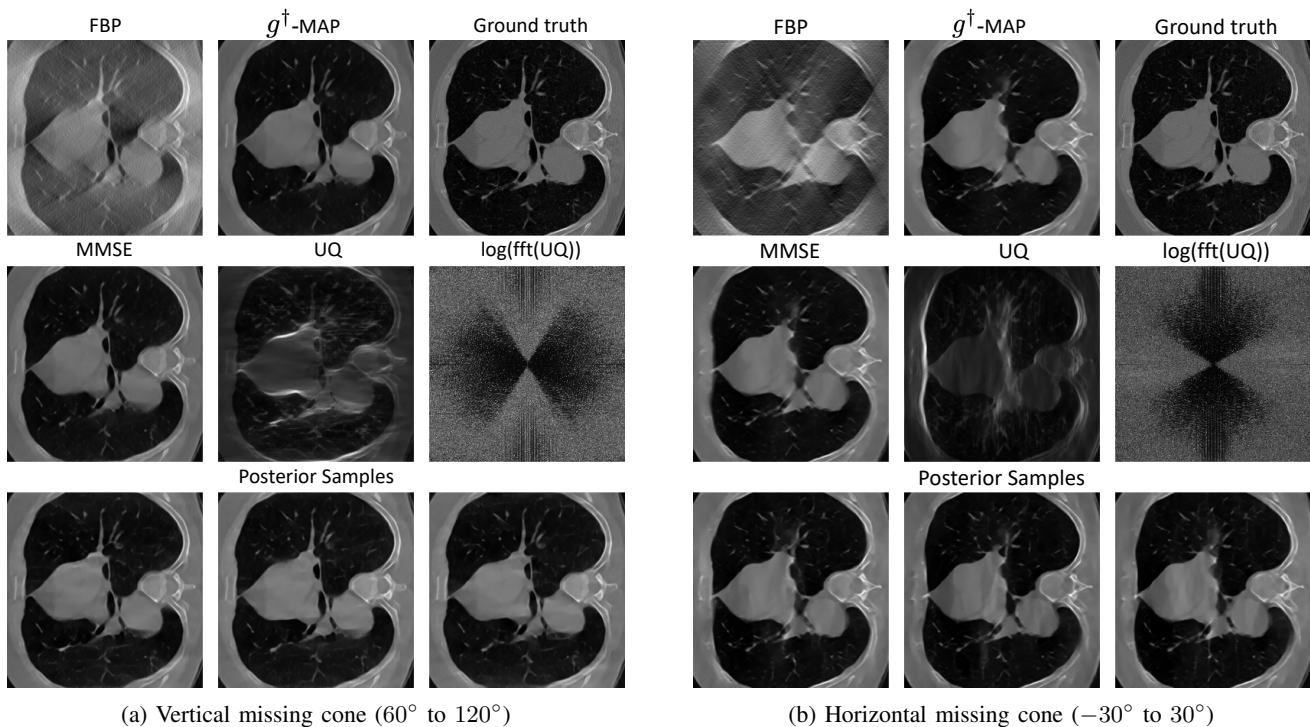 FBP
g†-MAP
Ground truth
MMSE
UQ
log(fft(UQ))
Posterior Samples
(a) Vertical missing cone (60° to 120°)
FBP
g†-MAP
Ground truth
MMSE
UQ
log(fft(UQ))
Posterior Samples
(b) Horizontal missing cone (−30° to 30°)